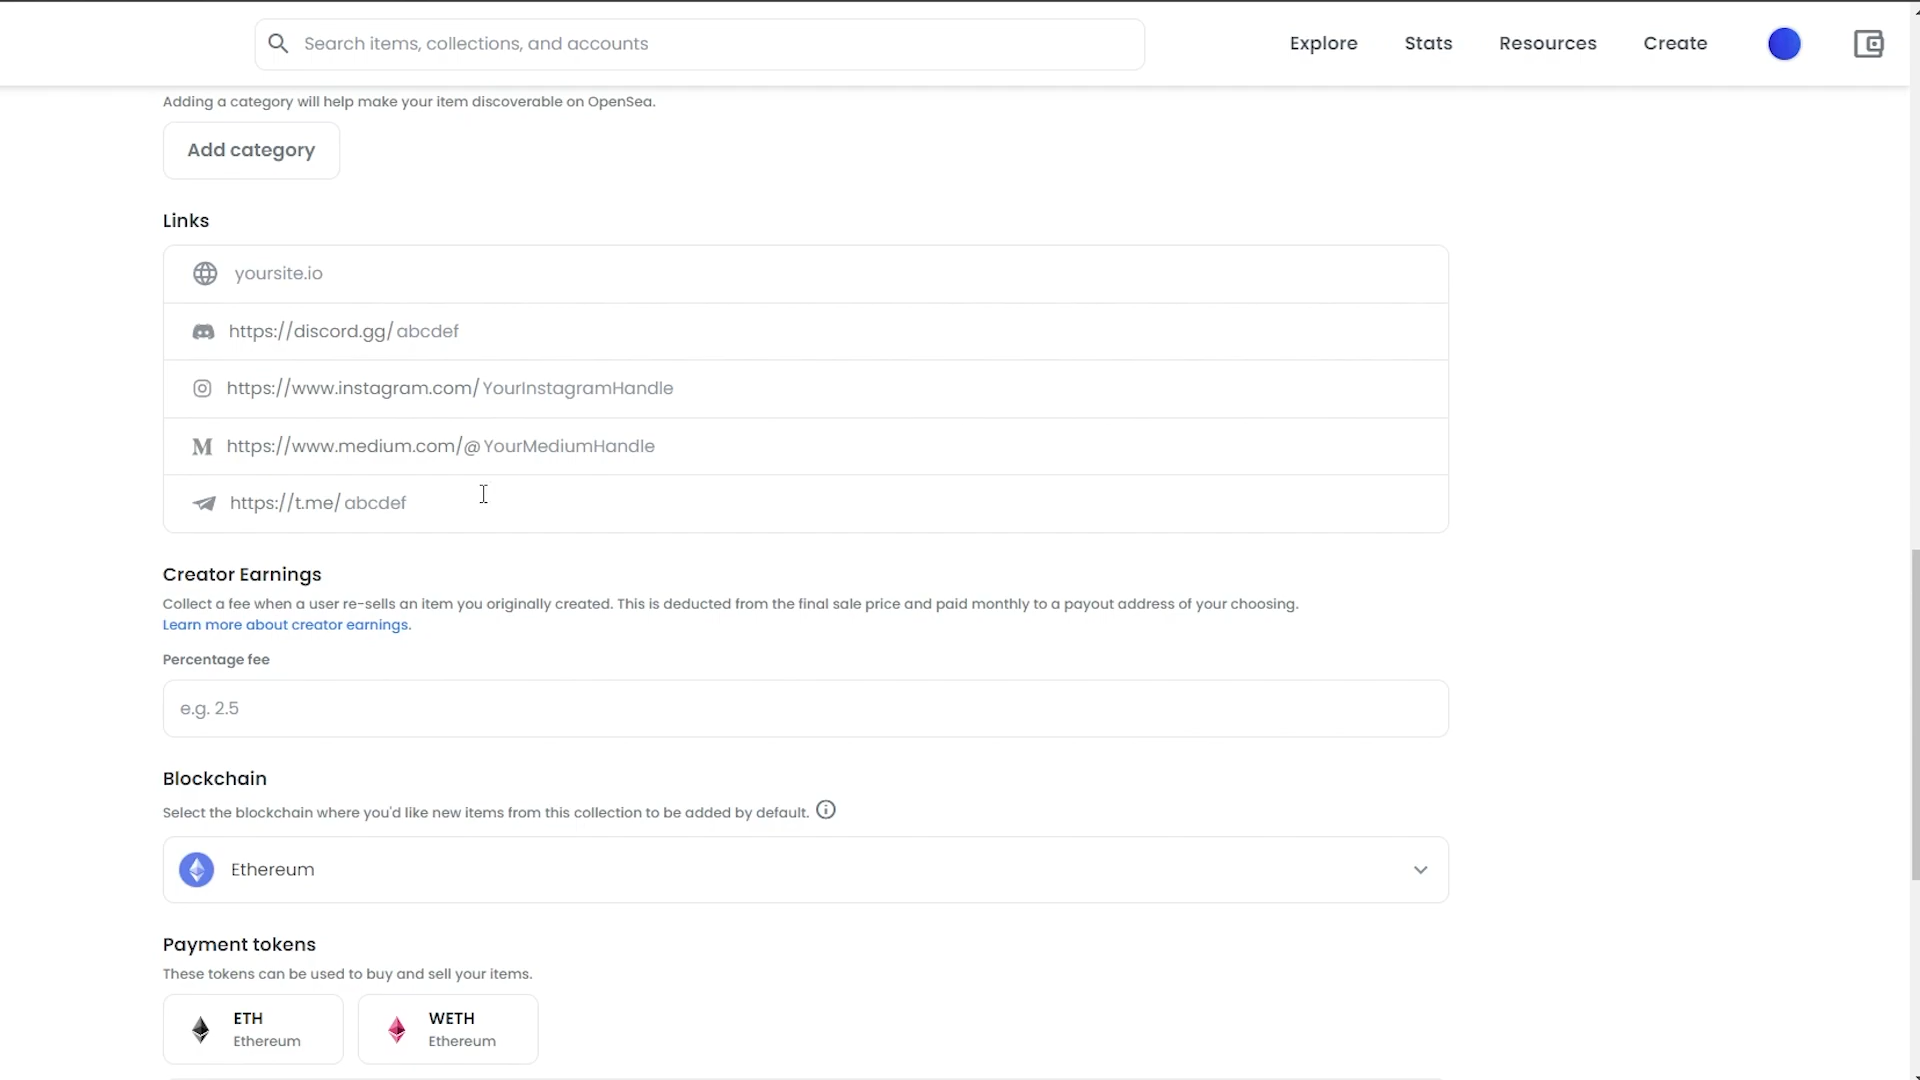 Search items, collections, and accounts
Explore
Stats
Resources
Create
Adding a category will help make your item discoverable on OpenSea.
Add category
Links
yoursite.io
https://discord.gg/ abcdef
https://www.instagram.com/ YourInstagramHandle
https://www.medium.com/@ YourMediumHandle
https://t.me/ abcdef
Creator Earnings
Collect a fee when a user re-sells an item you originally created. This is deducted from the final sale price and paid monthly to a payout address of your choosing.
Learn more about creator earnings.
Percentage fee
e.g. 2.5
Blockchain
Select the blockchain where you'd like new items from this collection to be added by default.
Ethereum
Payment tokens
These tokens can be used to buy and sell your items.
ETH
Ethereum
WETH
Ethereum